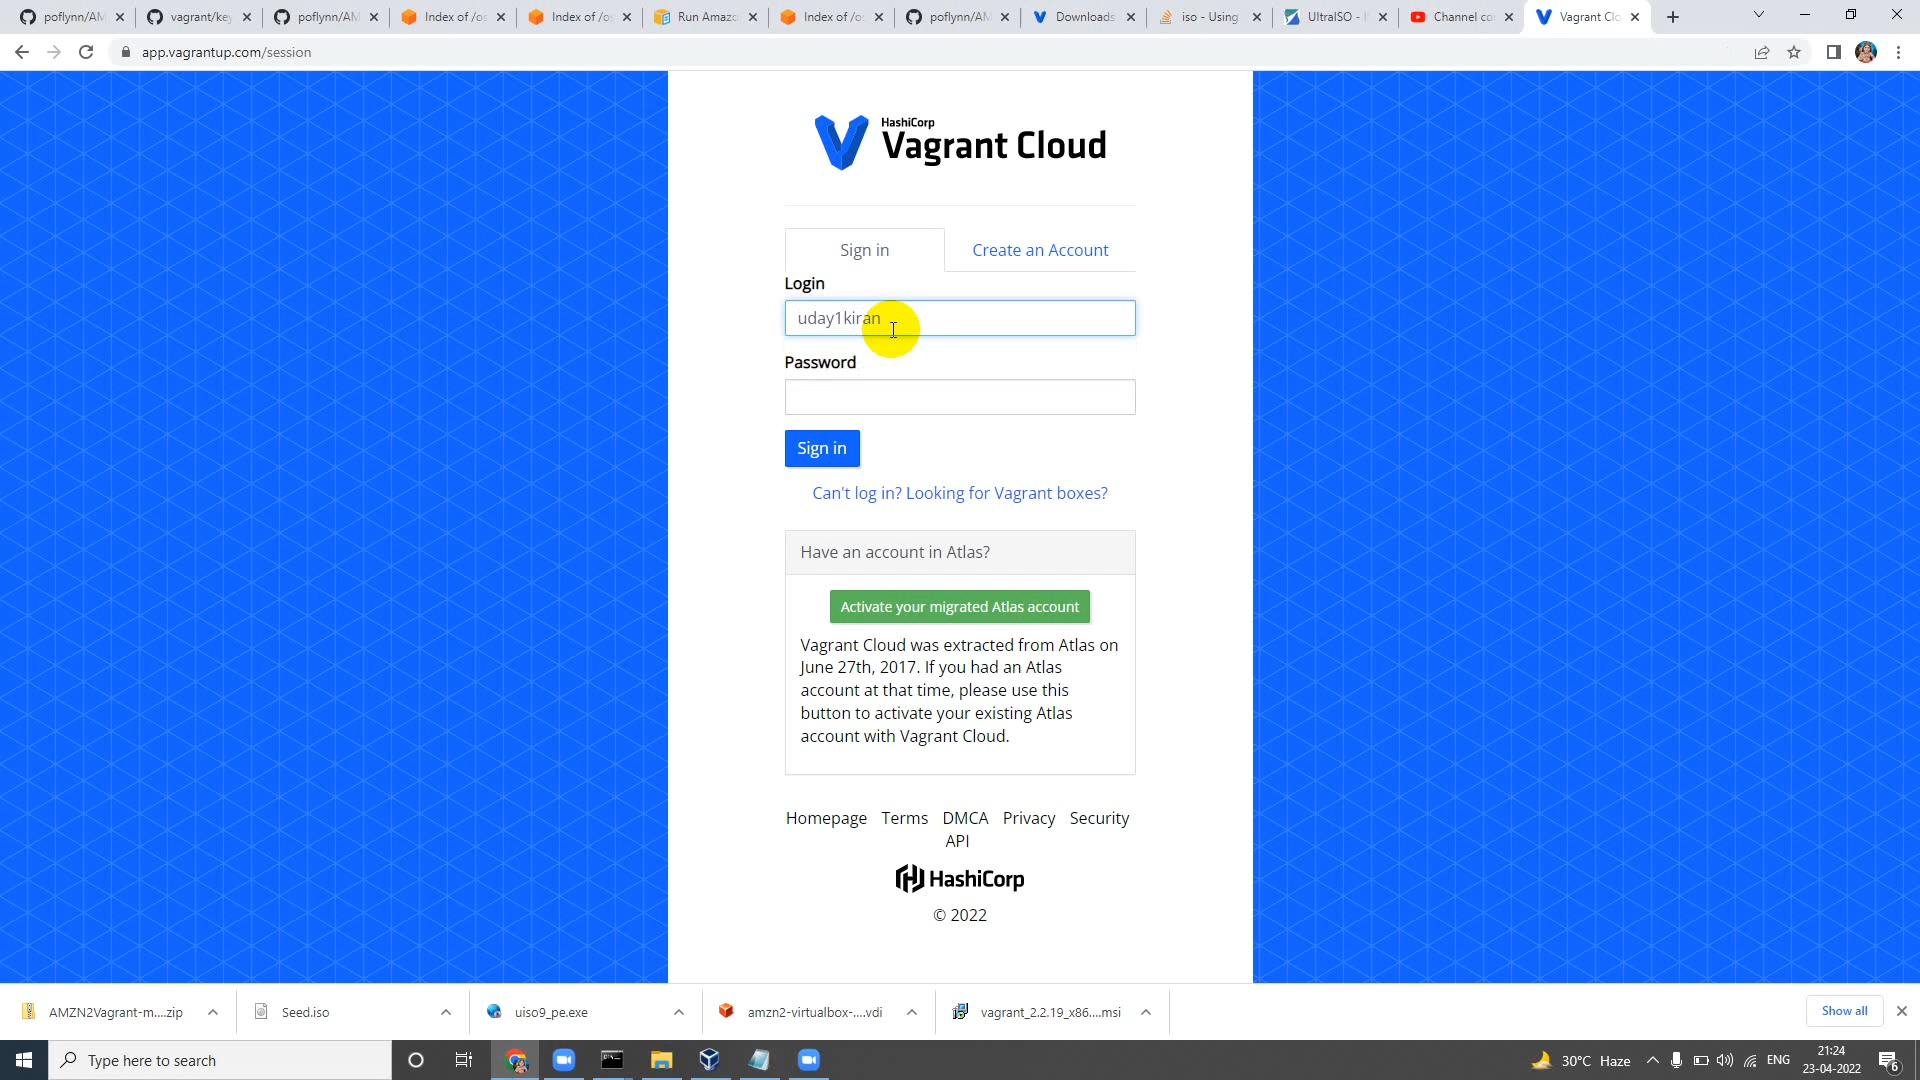 poflynn/AM
vagrant/key
poflynn/AM
Index of /os
Index of /os
Run Amazo
Index of /os
poflynn/AM
Downloads
iso - Using
UltraISO - I
Channel co
Vagrant Clo
app.vagrantup.com/session
HashiCorp
Vagrant Cloud
Sign in
Create an Account
Login
uday1kiran
Password
Sign in
Can't log in? Looking for Vagrant boxes?
Have an account in Atlas?
Activate your migrated Atlas account
Vagrant Cloud was extracted from Atlas on
June 27th, 2017. If you had an Atlas
account at that time, please use this
button to activate your existing Atlas
account with Vagrant Cloud.
Homepage Terms DMCA Privacy Security
API
HashiCorp
© 2022
AMZN2Vagrant-m....zip
Seed.iso
uiso9_pe.exe
amzn2-virtualbox-....vdi
vagrant_2.2.19_x86....msi
Show all
Type here to search
30°C Haze
ENG
21:24
23-04-2022
6